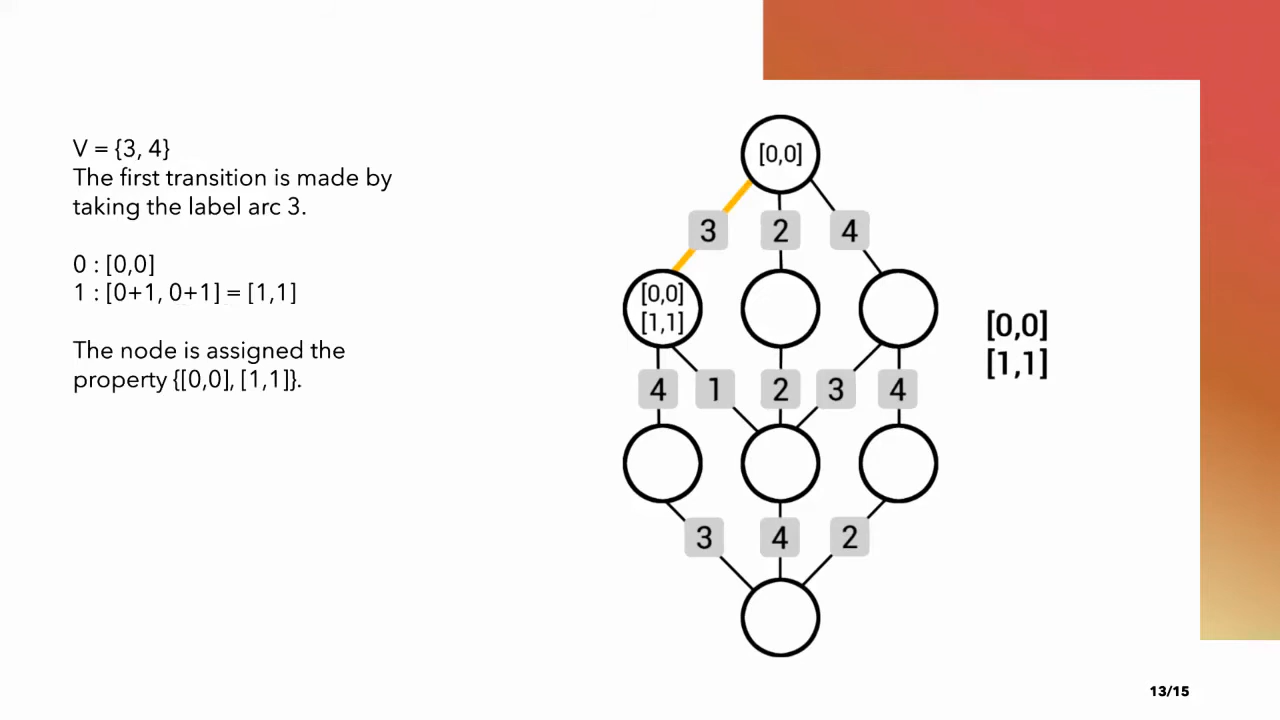 V = {3, 4}
The first transition is made by
taking the label arc 3.
0 : [0,0]
1 : [0+1, 0+1] = [1,1]
The node is assigned the
property {[0,0], [1,1]}.
[0,0]
3 2 4
[0,0]
[1,1]
[0,0]
[1,1]
4 1 2 3 4
3 4 2
13/15